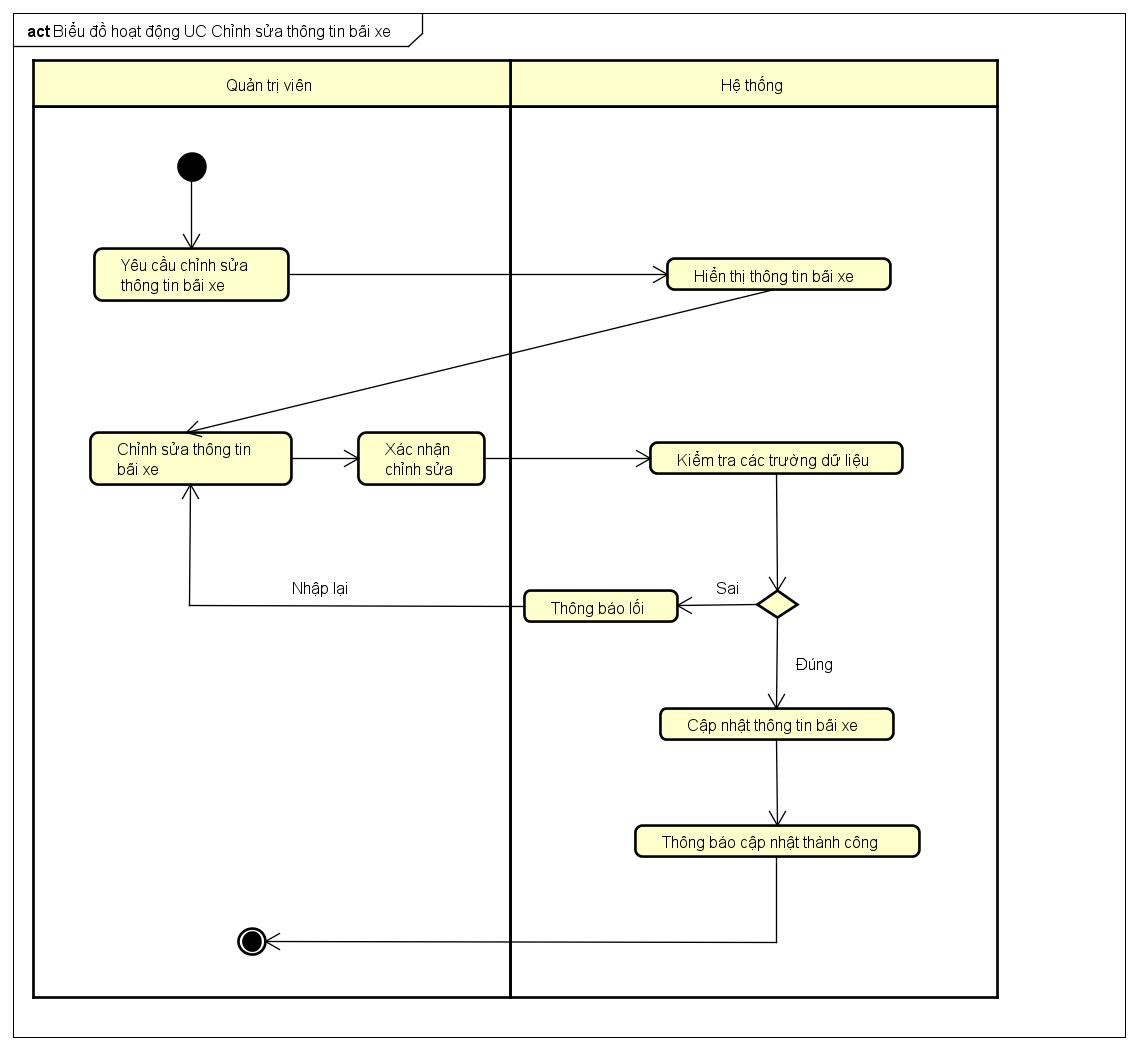 act Biểu đồ hoạt động UC Chỉnh sửa thông tin bãi xe
Quản trị viên
Hệ thống
Yêu cầu chỉnh sửa
thông tin bãi xe
Hiển thị thông tin bãi xe
Chỉnh sửa thông tin
bãi xe
Xác nhận
chỉnh sửa
Kiểm tra các trường dữ liệu
Nhập lại
Thông báo lối
Sai
Đúng
Cập nhật thông tin bãi xe
Thông báo cập nhật thành công